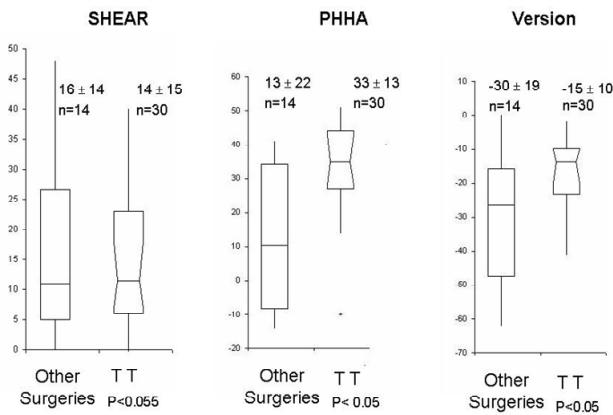 SHEAR
50
45
40
35
30
25
20
15
10
5
0
16 ± 14
n=14
14 ± 15
n=30
Other
Surgeries
T T
P<0.055
PHHA
60
50
40
30
20
10
0
-10
-20
13 ± 22
n=14
33 ± 13
n=30
Other
Surgeries
T T
P< 0.05
Version
10
0
-10
-20
-30
-40
-50
-60
-70
-30 ± 19
n=14
-15 ± 10
n=30
Other
Surgeries
T T
P<0.05